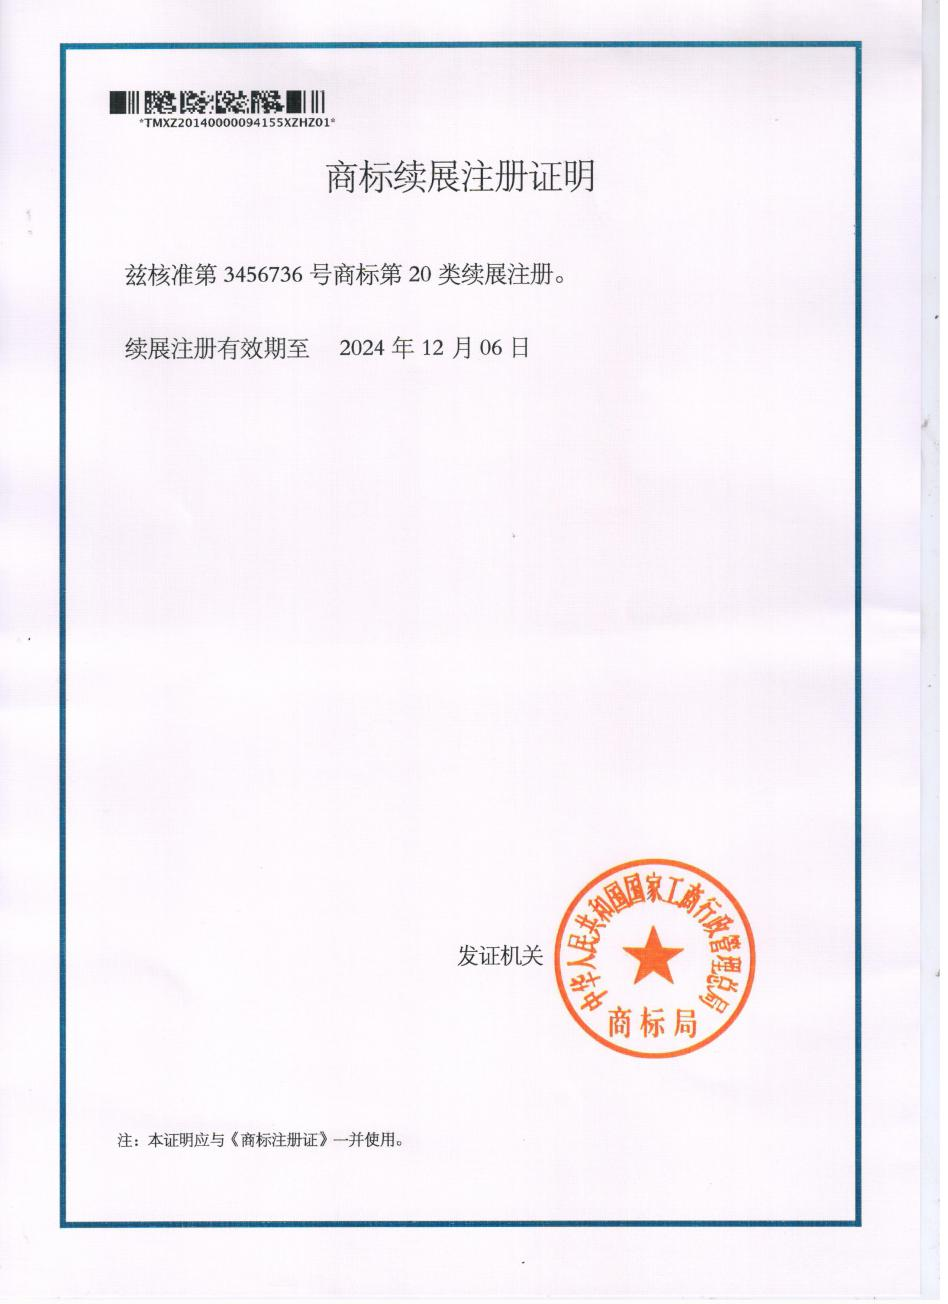 *TMXZ20140000094155XZHZ01*
商标续展注册证明
兹核准第 3456736 号商标第 20 类续展注册。
续展注册有效期至 2024 年 12 月 06 日
中华人民共和国国家工商行政管理总局
发证机关
商标局
注：本证明应与《商标注册证》一并使用。